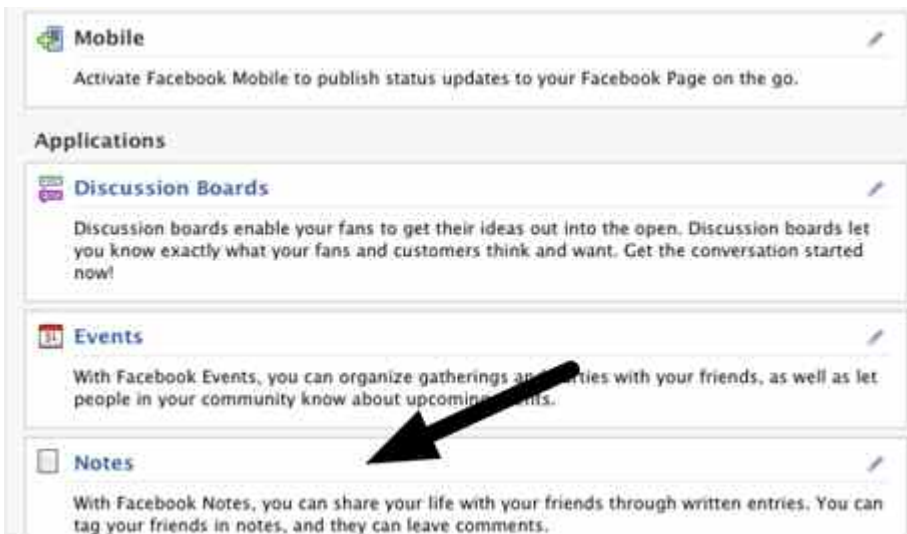 Mobile
Activate Facebook Mobile to publish status updates to your Facebook Page on the go.
Applications
Discussion Boards
Discussion boards enable your fans to get their ideas out into the open. Discussion boards let
you know exactly what your fans and customers think and want. Get the conversation started
now!
Events
With Facebook Events, you can organize gatherings with your friends, as well as let
people in your community know about upcoming
Notes
With Facebook Notes, you can share your life with your friends through written entries. You can
tag your friends in notes, and they can leave comments.